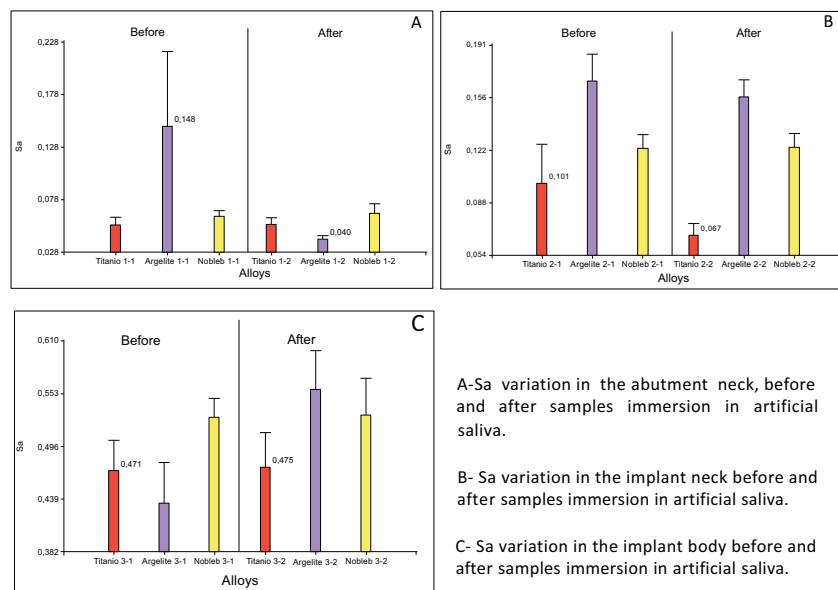 A
Before After
0,228
0,178
0,128
0,078
0,028
Sa
0,148
0,040
Titanio 1-1 Argelite 1-1 Nobleb 1-1 Titanio 1-2 Argelite 1-2 Nobleb 1-2
Alloys
B
Before After
0,191
0,156
0,122
0,088
0,054
Sa
0,101
0,067
Titanio 2-1 Argelite 2-1 Nobleb 2-1 Titanio 2-2 Argelite 2-2 Nobleb 2-2
Alloys
C
Before After
0,610
0,553
0,496
0,439
0,382
Sa
0,471
0,475
Titanio 3-1 Argelite 3-1 Nobleb 3-1 Titanio 3-2 Argelite 3-2 Nobleb 3-2
Alloys
A-Sa variation in the abutment neck, before
and after samples immersion in artificial
saliva.
B- Sa variation in the implant neck before and
after samples immersion in artificial saliva.
C- Sa variation in the implant body before and
after samples immersion in artificial saliva.